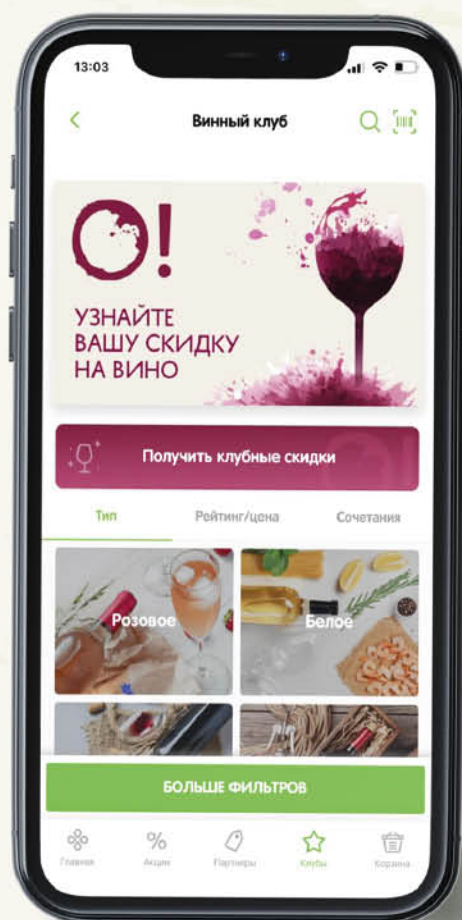 13:03
Винный клуб
О!
УЗНАЙТЕ
ВАШУ СКИДКУ
НА ВИНО
Получить клубные скидки
Тип
Рейтинг/цена
Сочетания
Розовое
Белое
БОЛЬШЕ ФИЛЬТРОВ
Главная
Акции
Партнеры
Клубы
Корзина